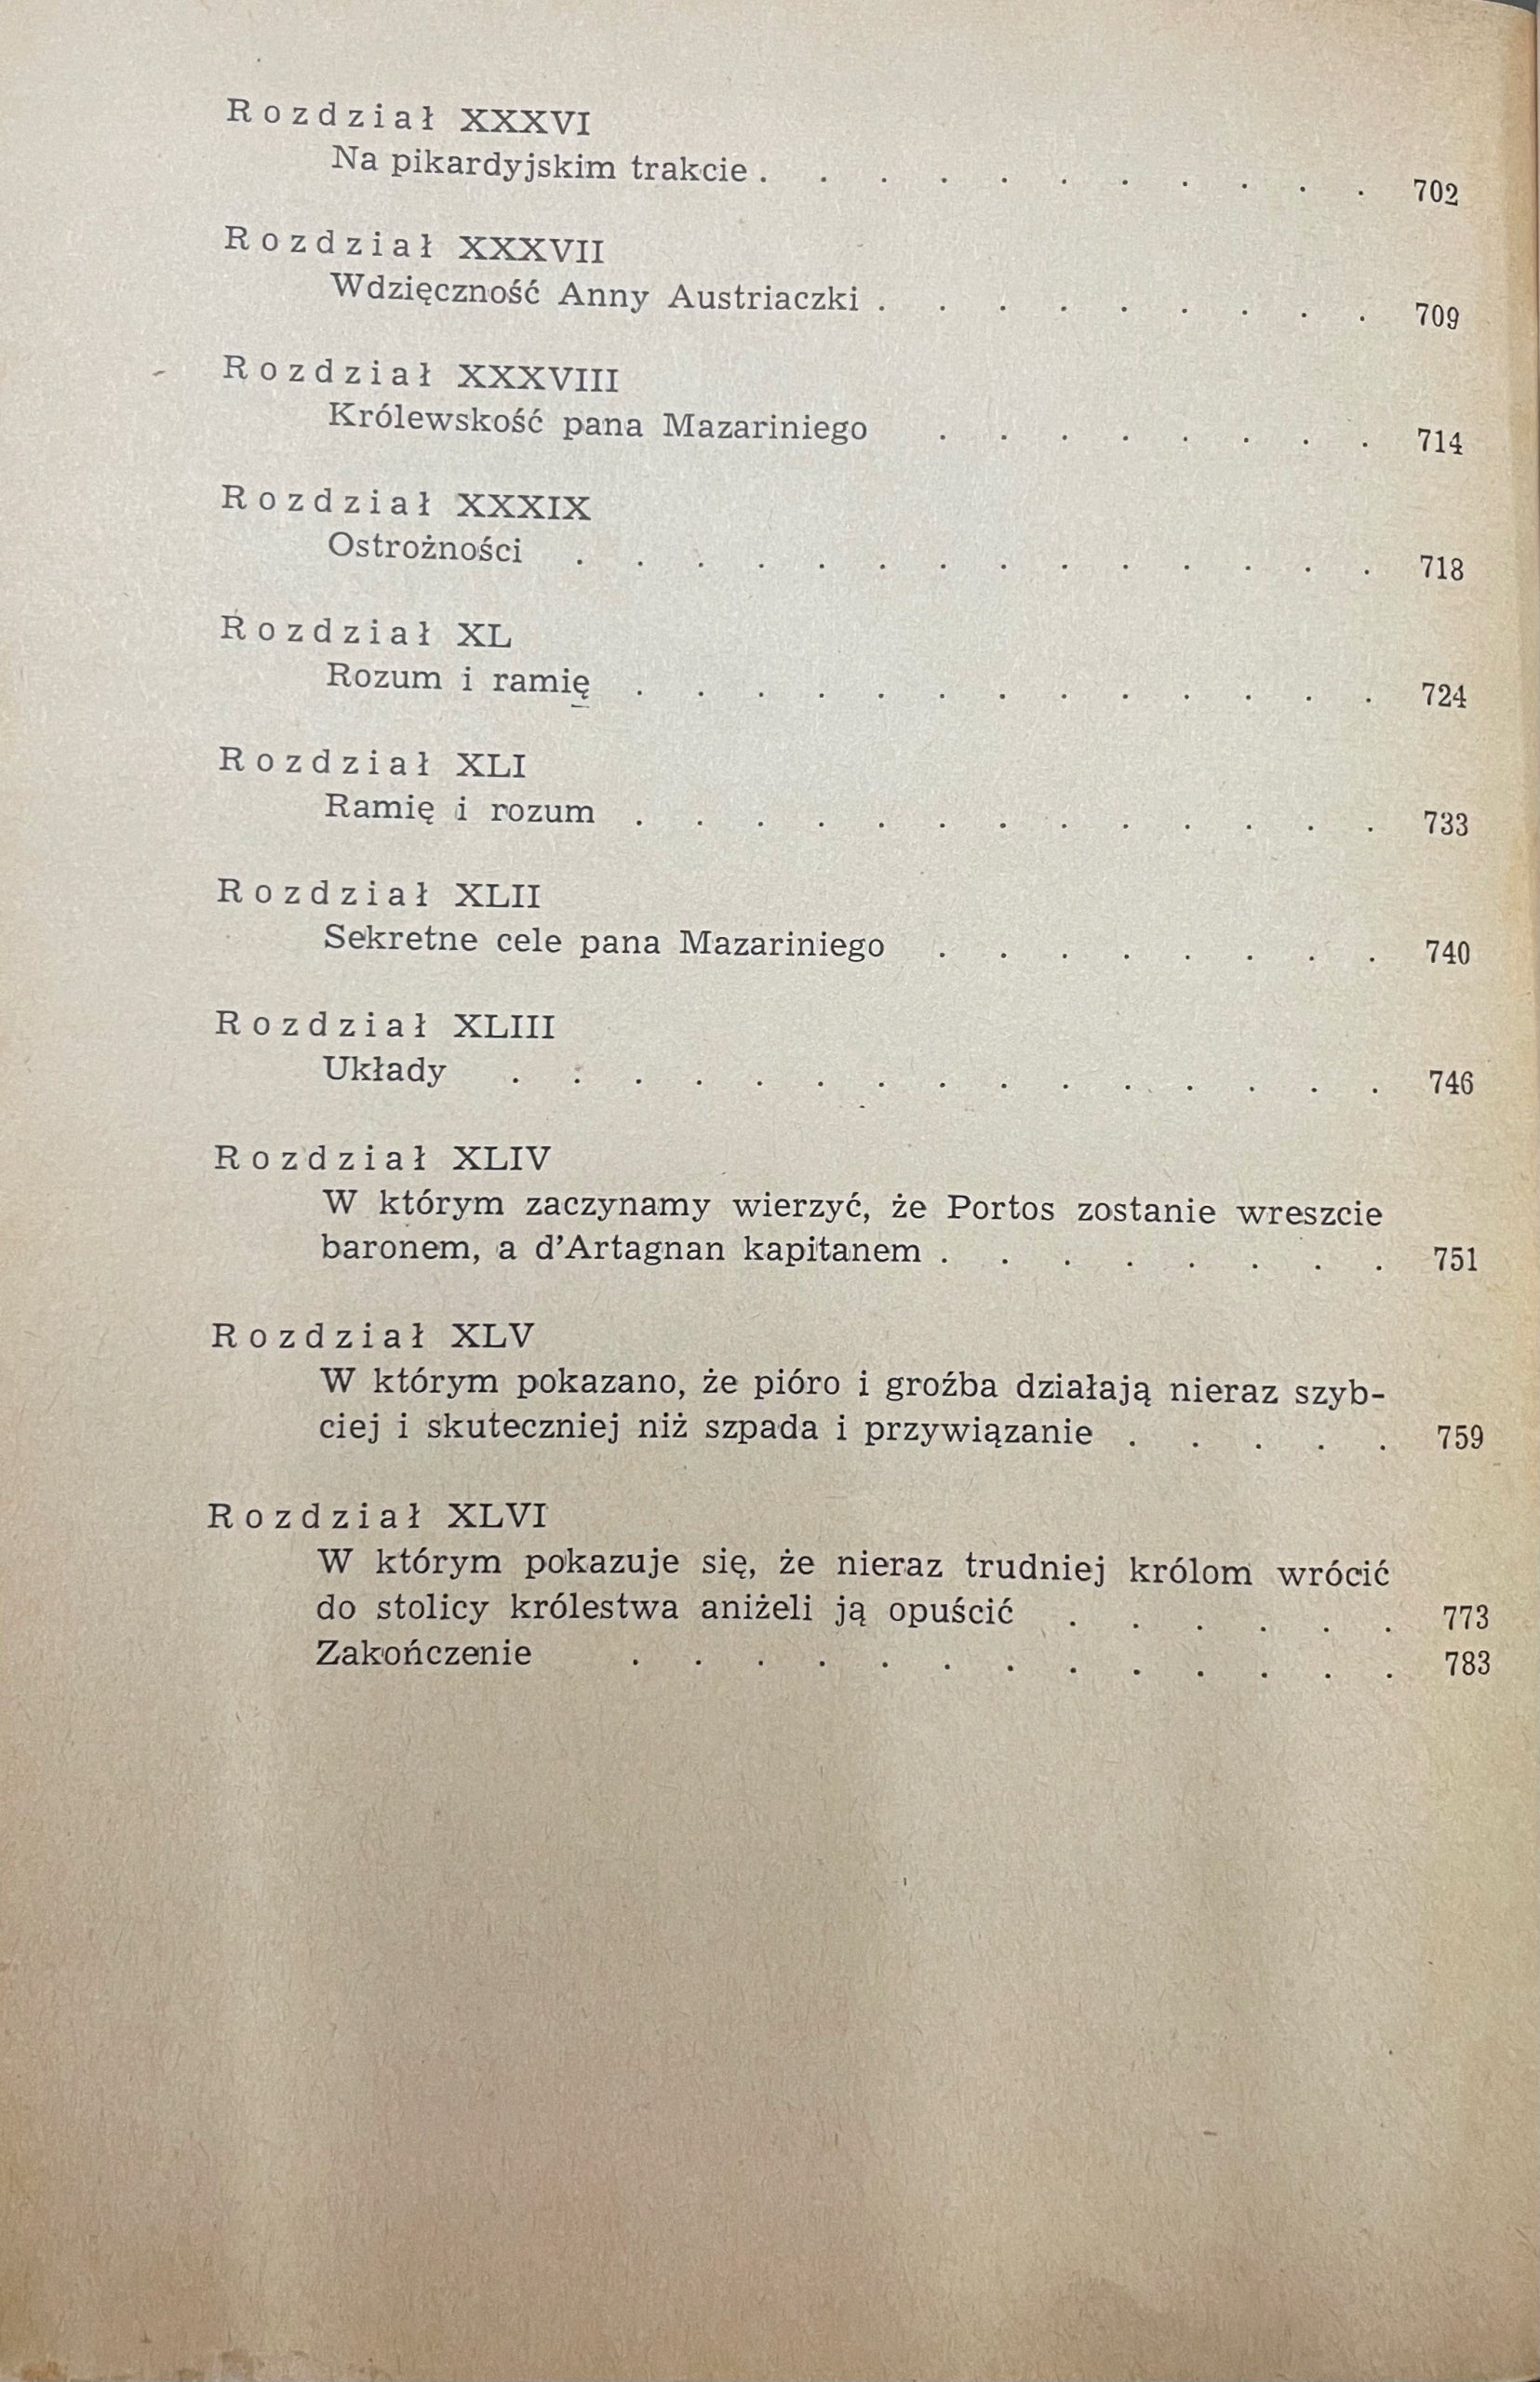 Rozdział XXXVI
Na pikardyjskim trakcie . . . . . . . . . . . 702
Rozdział XXXVII
Wdzięczność Anny Austriaczki . . . . . . . . . 709
Rozdział XXXVIII
Królewskość pana Mazariniego . . . . . . . . 714
Rozdział XXXIX
Ostrożności . . . . . . . . . . . . . . 718
Rozdział XL
Rozum i ramię . . . . . . . . . . . . . 724
Rozdział XLI
Ramię i rozum . . . . . . . . . . . . . 733
Rozdział XLII
Sekretne cele pana Mazariniego . . . . . . . . 740
Rozdział XLIII
Układy . . . . . . . . . . . . . . . 746
Rozdział XLIV
W którym zaczynamy wierzyć, że Portos zostanie wreszcie
baronem, a d'Artagnan kapitanem . . . . . . . . 751
Rozdział XLV
W którym pokazano, że pióro i groźba działają nieraz szyb-
ciej i skuteczniej niż szpada i przywiązanie . . . . . 759
Rozdział XLVI
W którym pokazuje się, że nieraz trudniej królom wrócić
do stolicy królestwa aniżeli ją opuścić . . . . . . 773
Zakończenie . . . . . . . . . . . . . 783